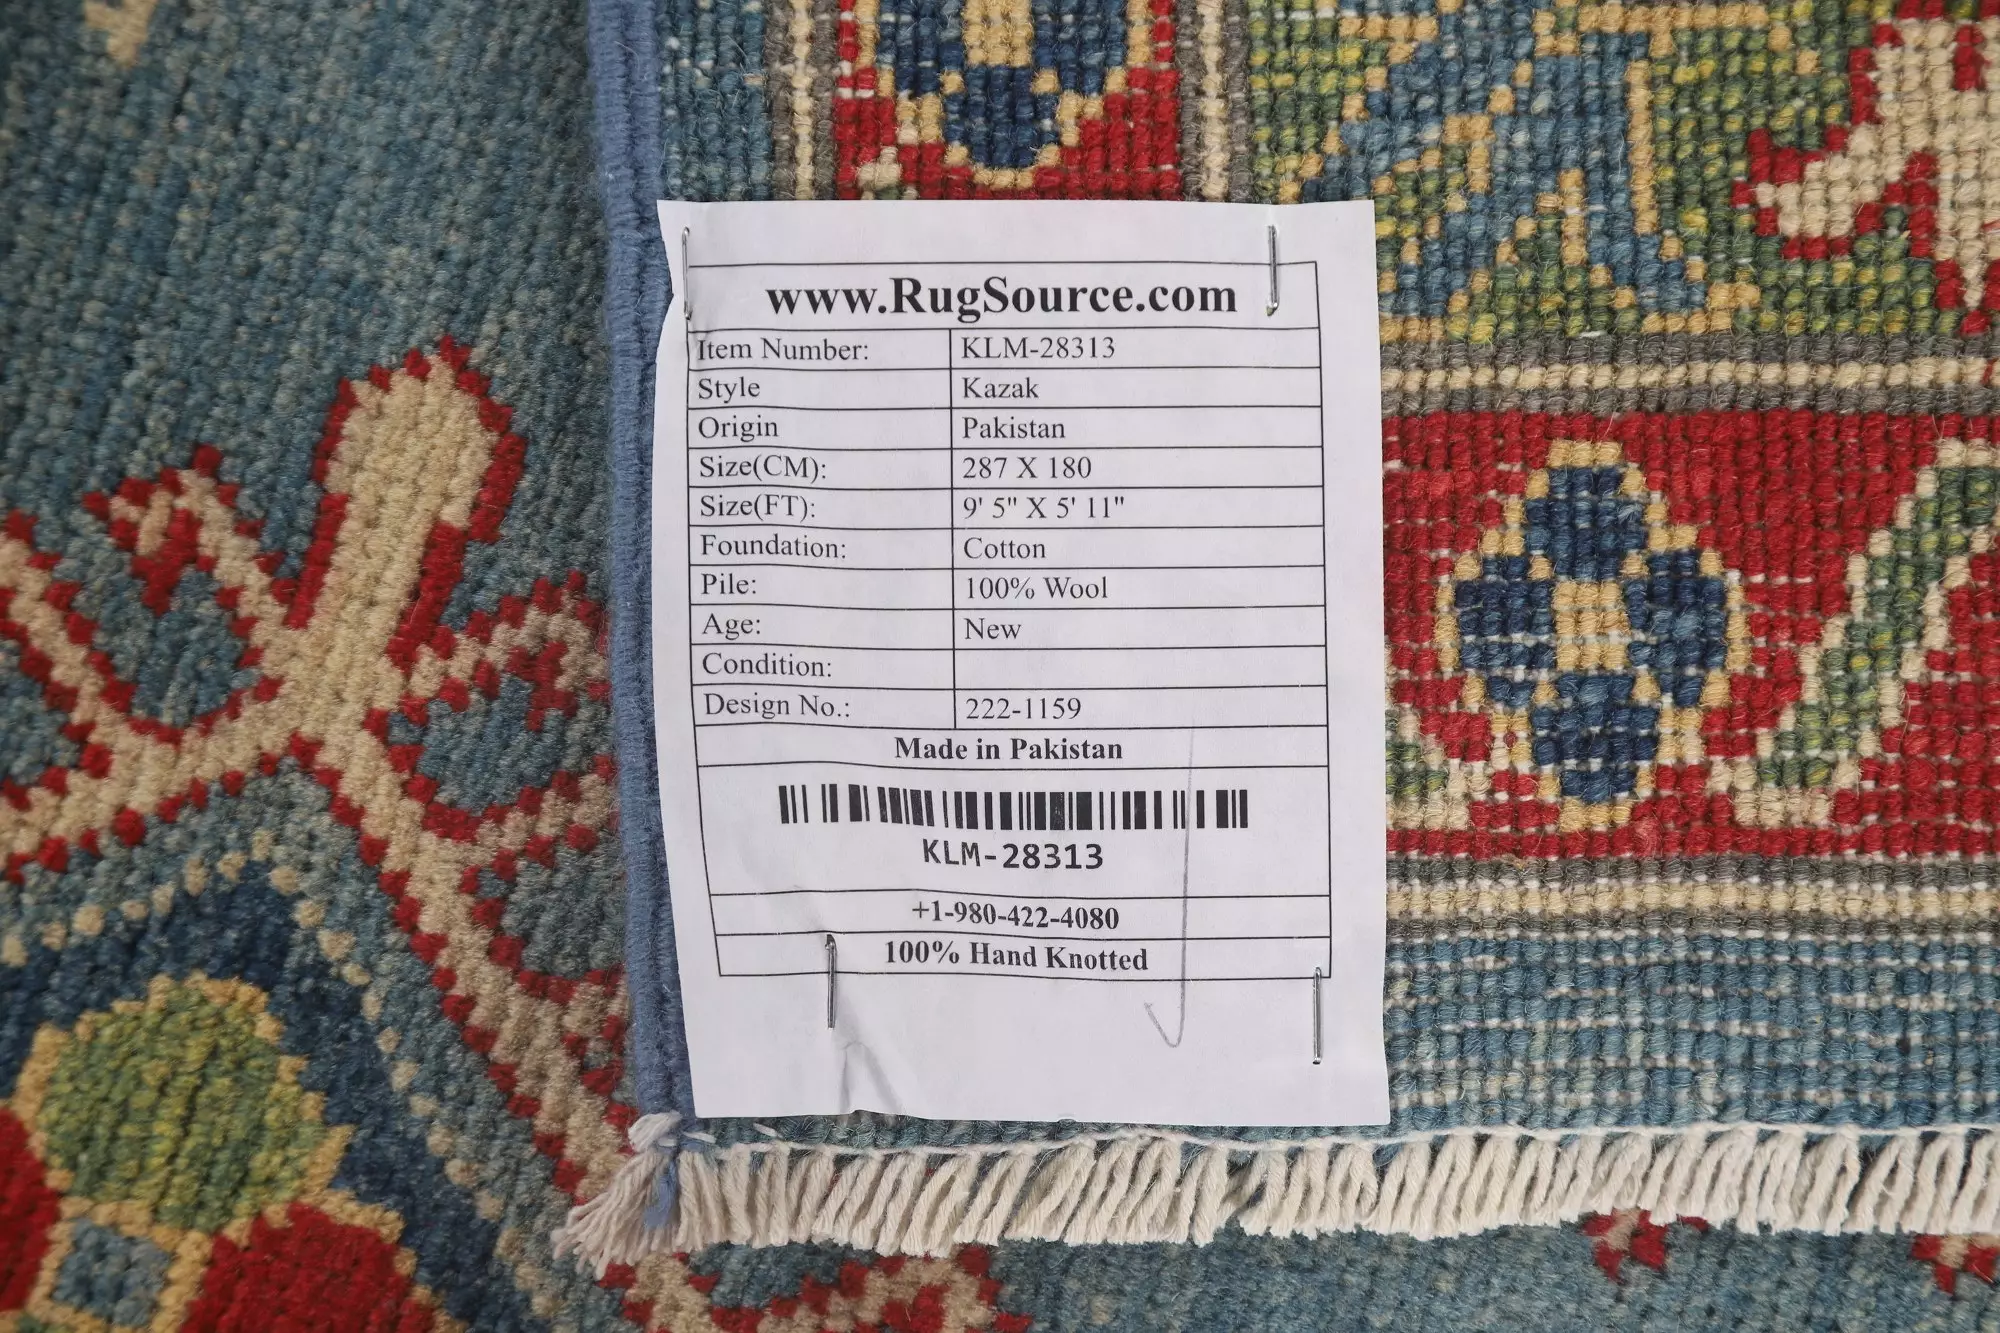 www.RugSource.com
Item Number: KLM-28313
Style Kazak
Origin Pakistan
Size(CM): 287 X 180
Size(FT): 9' 5" X 5' 11"
Foundation: Cotton
Pile: 100% Wool
Age: New
Condition:
Design No.: 222-1159
Made in Pakistan
KLM-28313
+1-980-422-4080
100% Hand Knotted